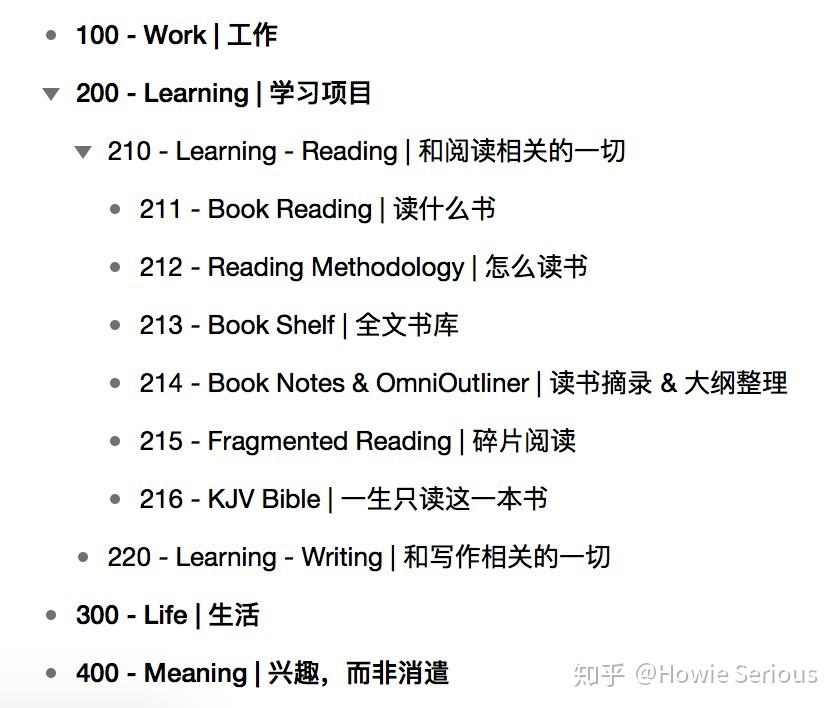 100 - Work | 工作
200 - Learning | 学习项目
210 - Learning - Reading | 和阅读相关的一切
211 - Book Reading | 读什么书
212 - Reading Methodology | 怎么读书
213 - Book Shelf | 全文书库
214 - Book Notes & OmniOutliner | 读书摘录 & 大纲整理
215 - Fragmented Reading | 碎片阅读
216 - KJV Bible | 一生只读这一本书
220 - Learning - Writing | 和写作相关的一切
300 - Life | 生活
400 - Meaning | 兴趣，而非消遣
知乎 @Howie Serious